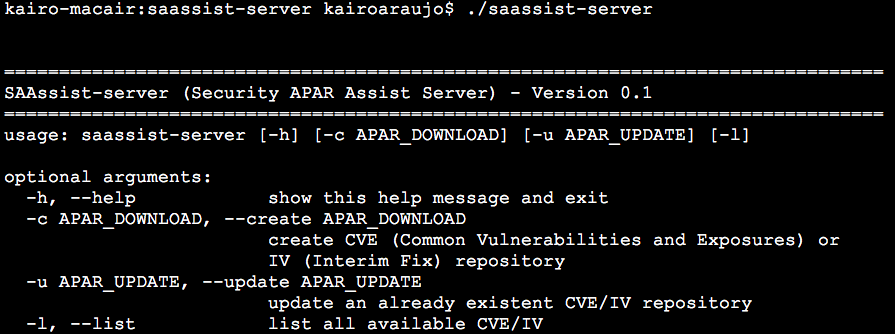 kairo-macair:saassist-server kairoaraujo$ ./saassist-server
================================================================================
SAAssist-server (Security APAR Assist Server) - Version 0.1
================================================================================
usage: saassist-server [-h] [-c APAR_DOWNLOAD] [-u APAR_UPDATE] [-l]
optional arguments:
  -h, --help            show this help message and exit
  -c APAR_DOWNLOAD, --create APAR_DOWNLOAD
                        create CVE (Common Vulnerabilities and Exposures) or
                        IV (Interim Fix) repository
  -u APAR_UPDATE, --update APAR_UPDATE
                        update an already existent CVE/IV repository
  -l, --list            list all available CVE/IV